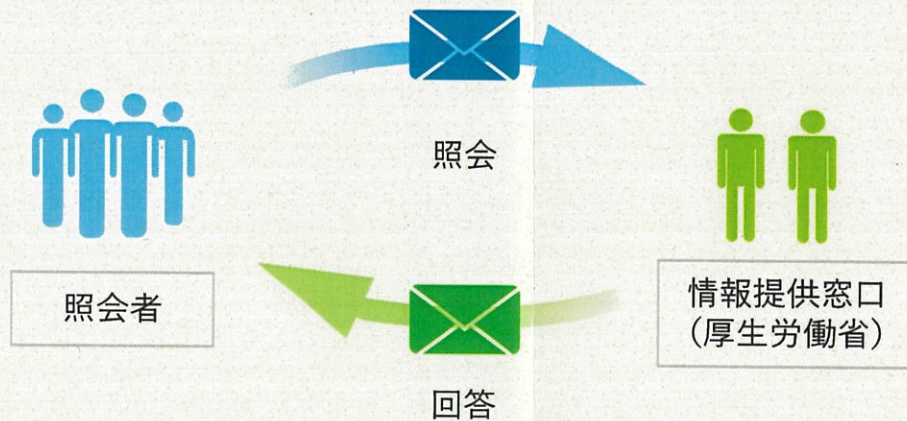 照会
照会者
情報提供窓口
（厚生労働省）
回答